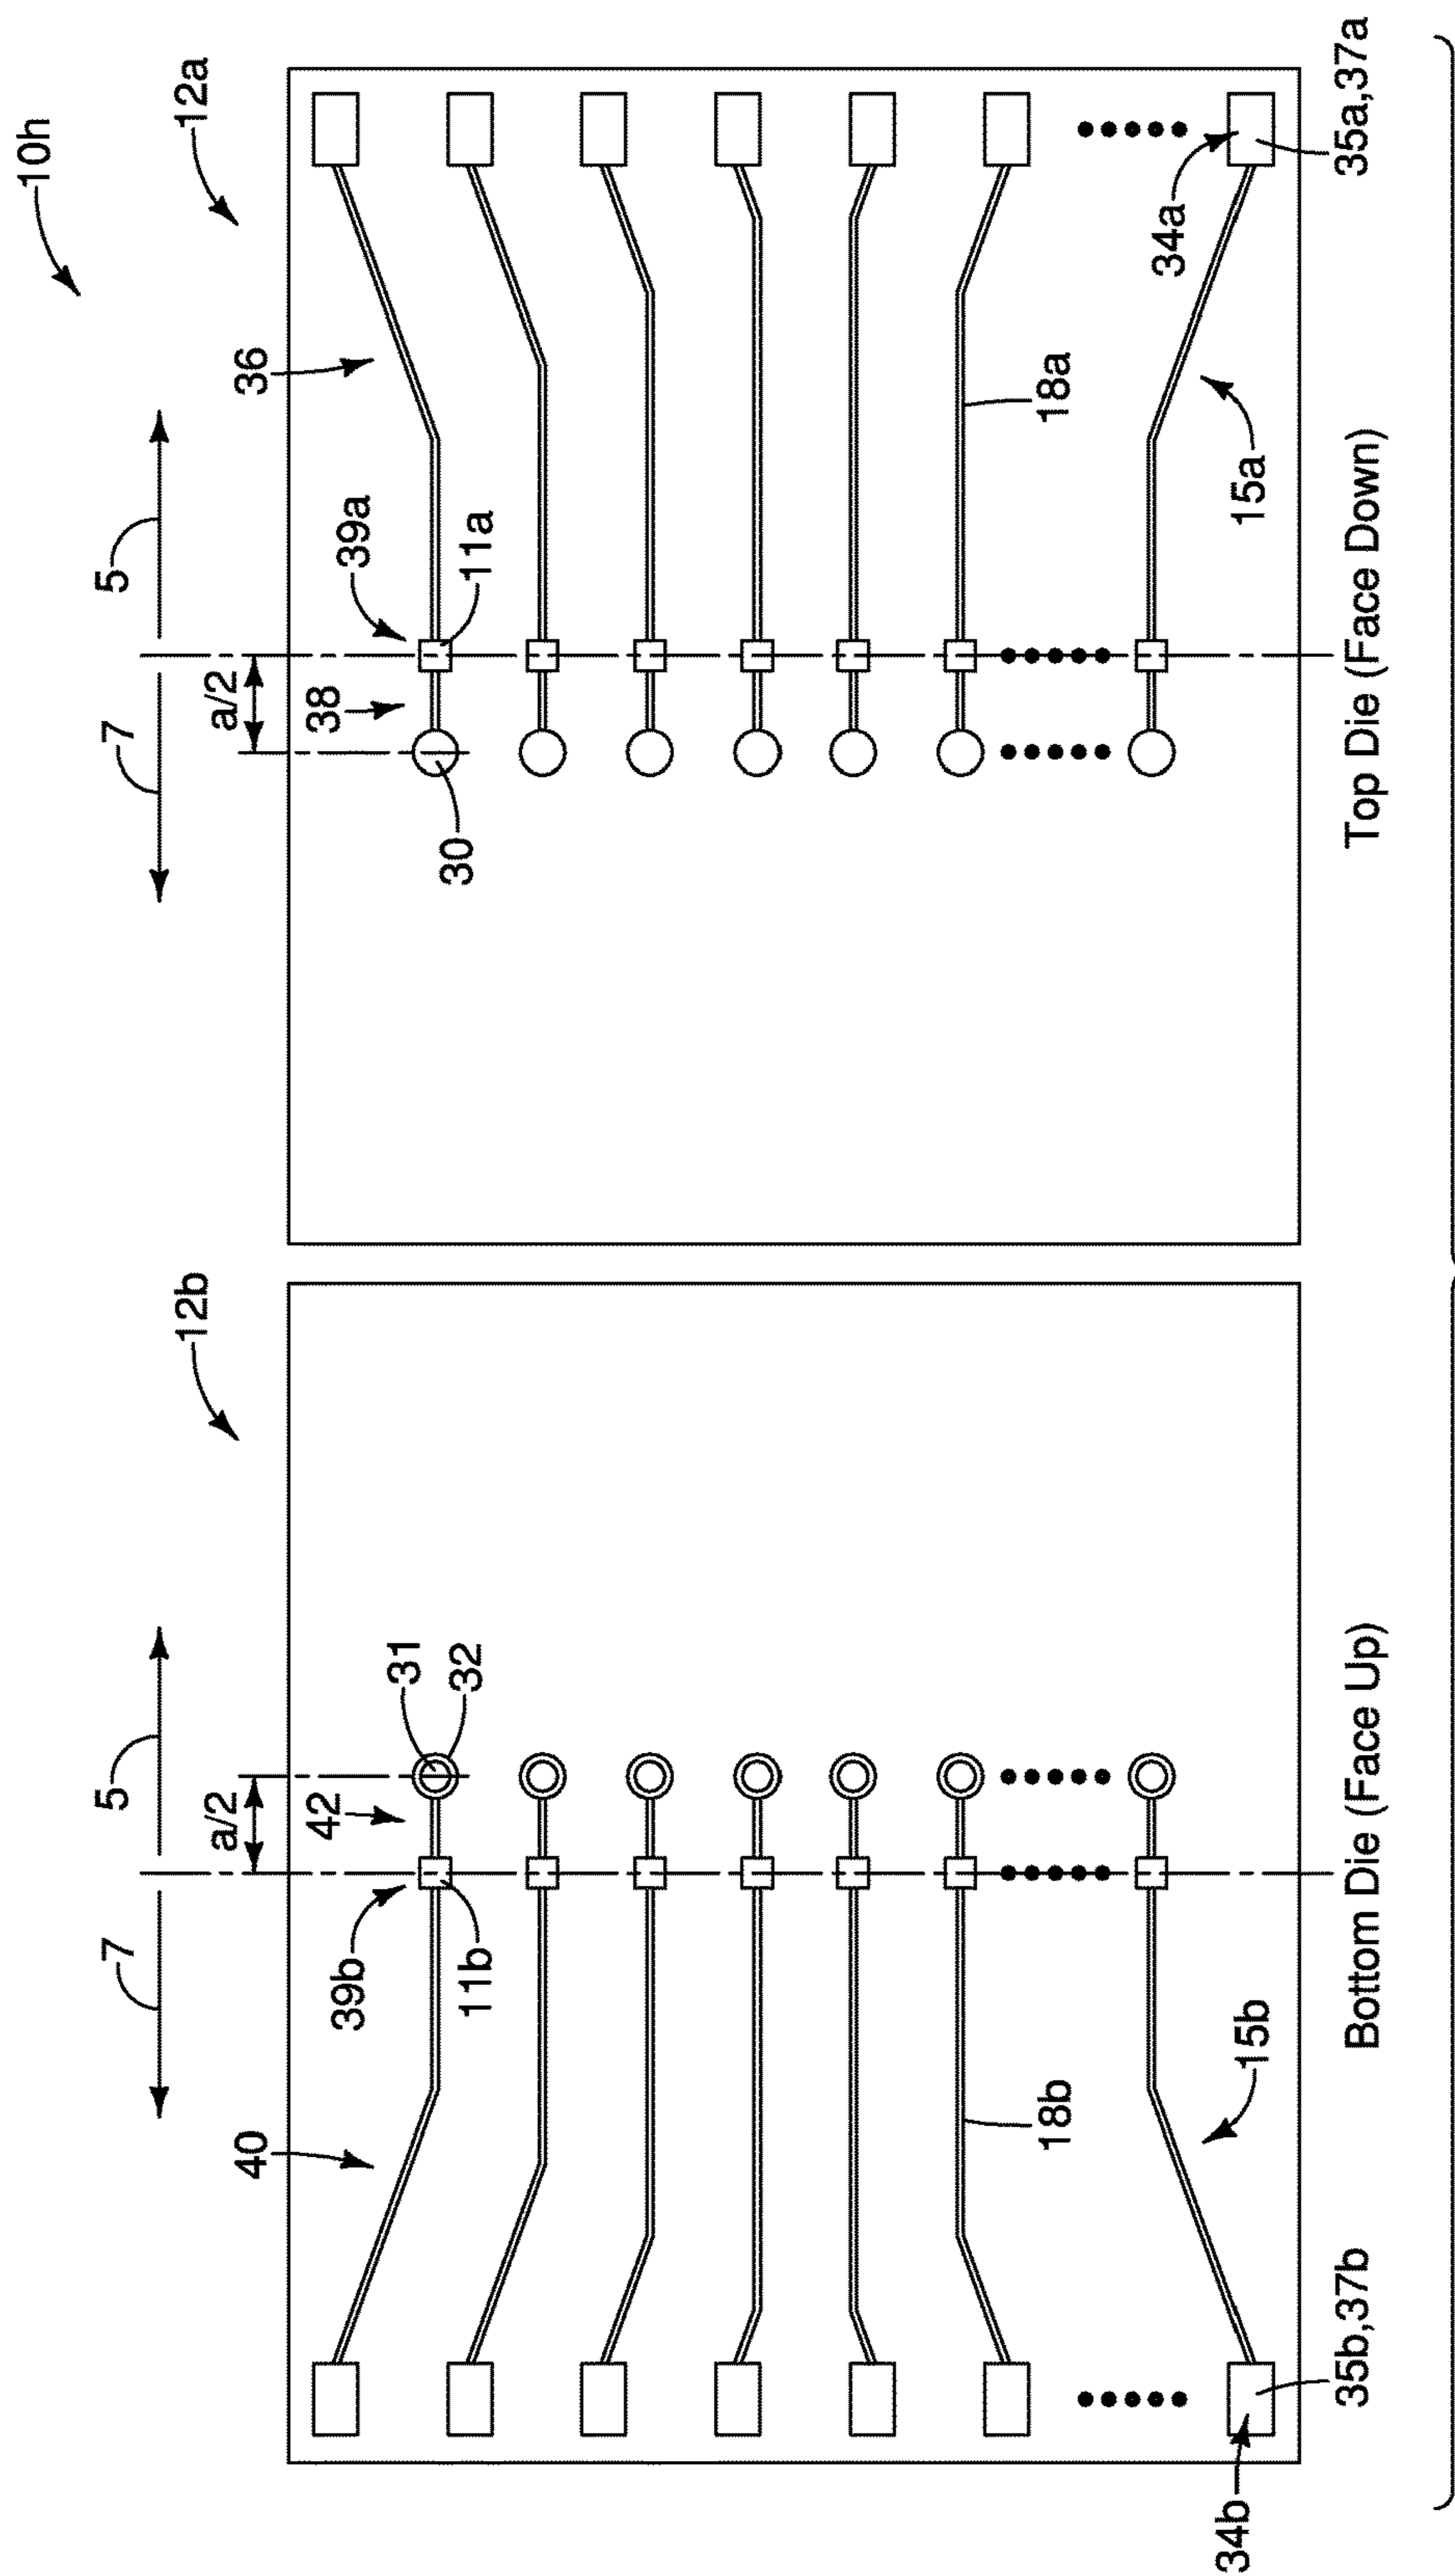 10h
12b
12a
7
5
7
5
a/2
a/2
40
42
38
36
39b
11b
31
32
39a
11a
30
18b
18a
15b
34a
15a
34b
35b,37b
35a,37a
Bottom Die (Face Up)
Top Die (Face Down)